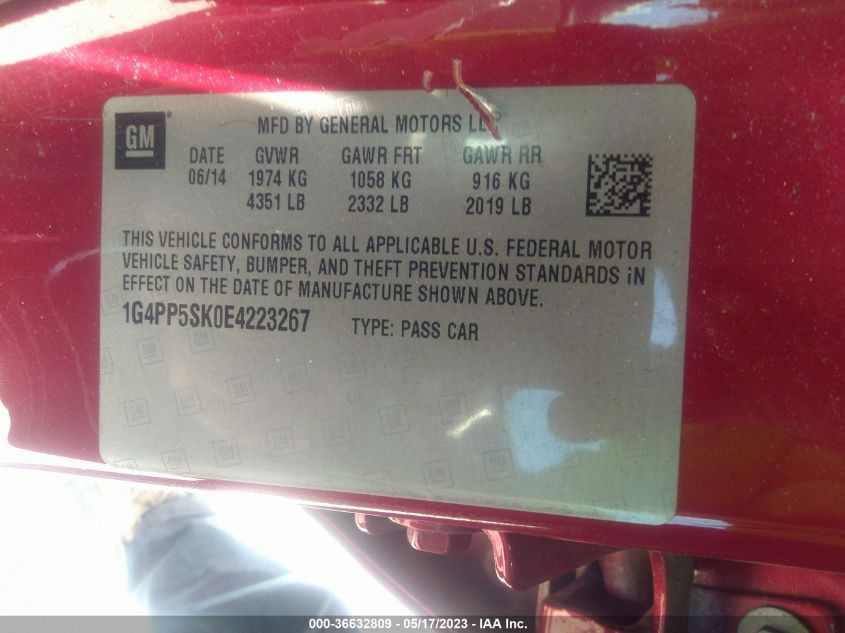 GM®
MFD BY GENERAL MOTORS LLC
DATE GVWR GAWR FRT GAWR RR
06/14 1974 KG 1058 KG 916 KG
4351 LB 2332 LB 2019 LB
THIS VEHICLE CONFORMS TO ALL APPLICABLE U.S. FEDERAL MOTOR
VEHICLE SAFETY, BUMPER, AND THEFT PREVENTION STANDARDS IN
EFFECT ON THE DATE OF MANUFACTURE SHOWN ABOVE.
1G4PP5SK0E4223267 TYPE: PASS CAR
000-36632809 - 05/17/2023 - IAA Inc.